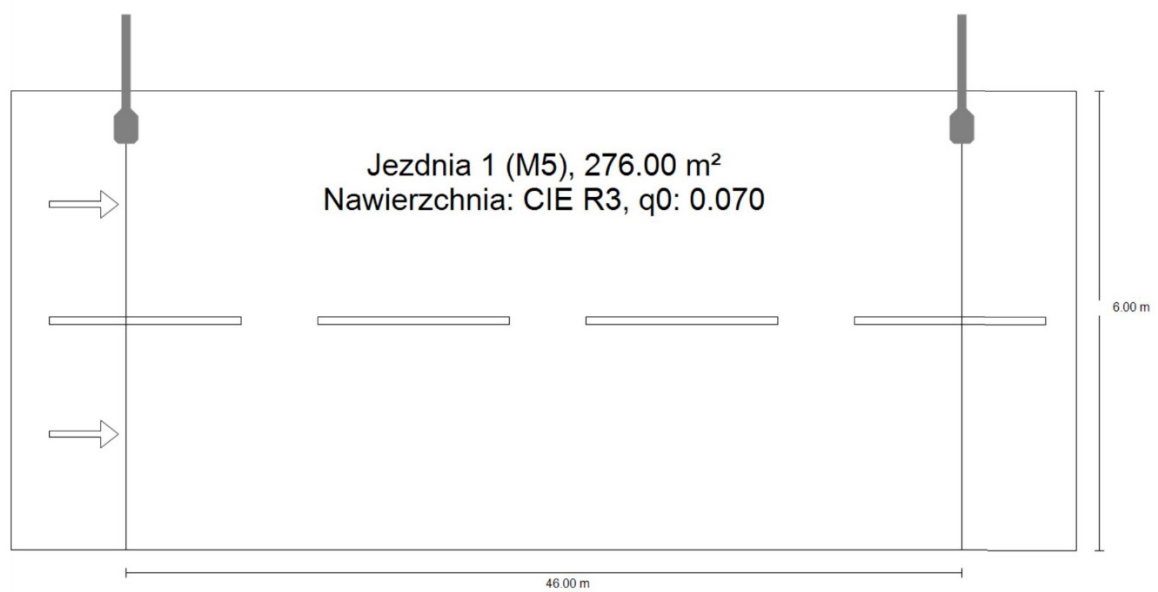 Jezdnia 1 (M5), 276.00 m²
Nawierzchnia: CIE R3, q0: 0.070
6.00 m
46.00 m